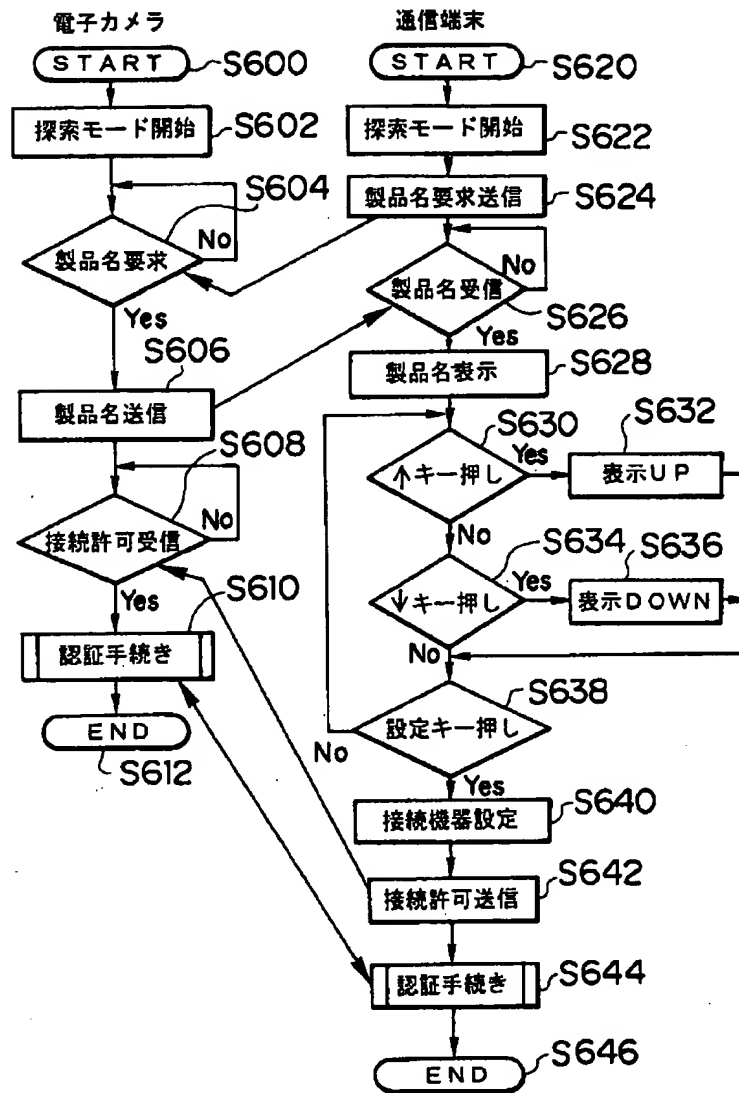 電子カメラ
START
S600
探索モード開始
S602
S604
製品名要求
No
Yes
S606
製品名送信
S608
接続許可受信
No
Yes
S610
認証手続き
END
S612
通信端末
START
S620
探索モード開始
S622
製品名要求送信
S624
No
製品名受信
S626
Yes
製品名表示
S628
S630
↑キー押し
Yes
S632
表示UP
No
S634
↓キー押し
Yes
S636
表示DOWN
No
S638
設定キー押し
No
Yes
接続機器設定
S640
接続許可送信
S642
認証手続き
S644
END
S646